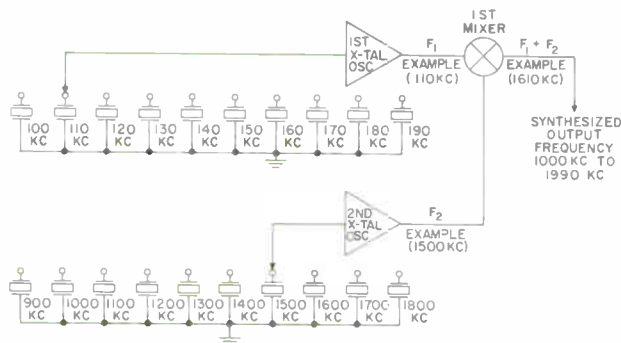 1ST
MIXER
1ST
X-TAL
OSC
F1
EXAMPLE
(110KC)
F1 + F2
EXAMPLE
(1610KC)
100
KC
110
KC
120
KC
130
KC
140
KC
150
KC
160
KC
170
KC
180
KC
190
KC
SYNTHESIZED
OUTPUT
FREQUENCY
1000KC TO
1990 KC
2ND
X-TAL
OSC
F2
EXAMPLE
(1500KC)
900
KC
1000
KC
1100
KC
1200
KC
1300
KC
1400
KC
1500
KC
1600
KC
1700
KC
1800
KC